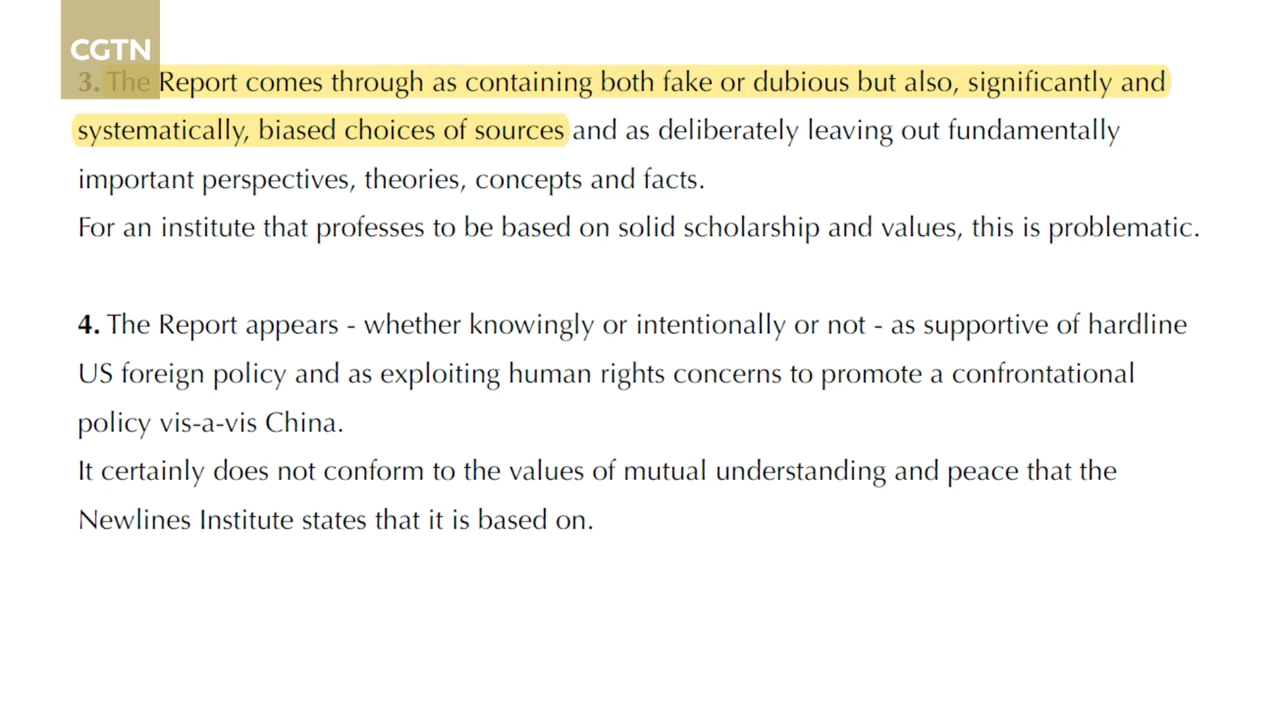 CGTN
3. The Report comes through as containing both fake or dubious but also, significantly and
systematically, biased choices of sources and as deliberately leaving out fundamentally
important perspectives, theories, concepts and facts.
For an institute that professes to be based on solid scholarship and values, this is problematic.
4. The Report appears - whether knowingly or intentionally or not - as supportive of hardline
US foreign policy and as exploiting human rights concerns to promote a confrontational
policy vis-a-vis China.
It certainly does not conform to the values of mutual understanding and peace that the
Newlines Institute states that it is based on.